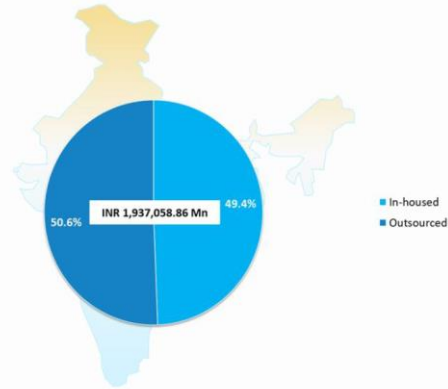 49.4%
INR 1,937,058.86 Mn
50.6%
In-housed
Outsourced